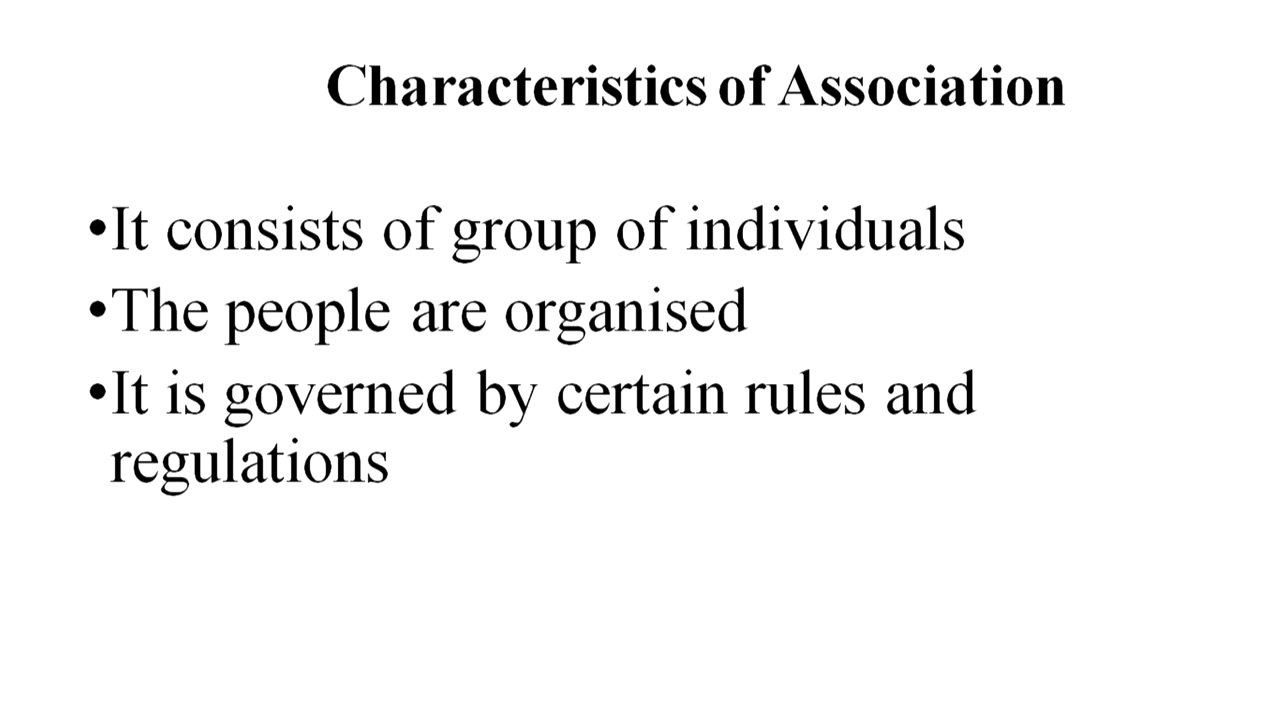 Characteristics of Association
•It consists of group of individuals
•The people are organised
•It is governed by certain rules and
regulations